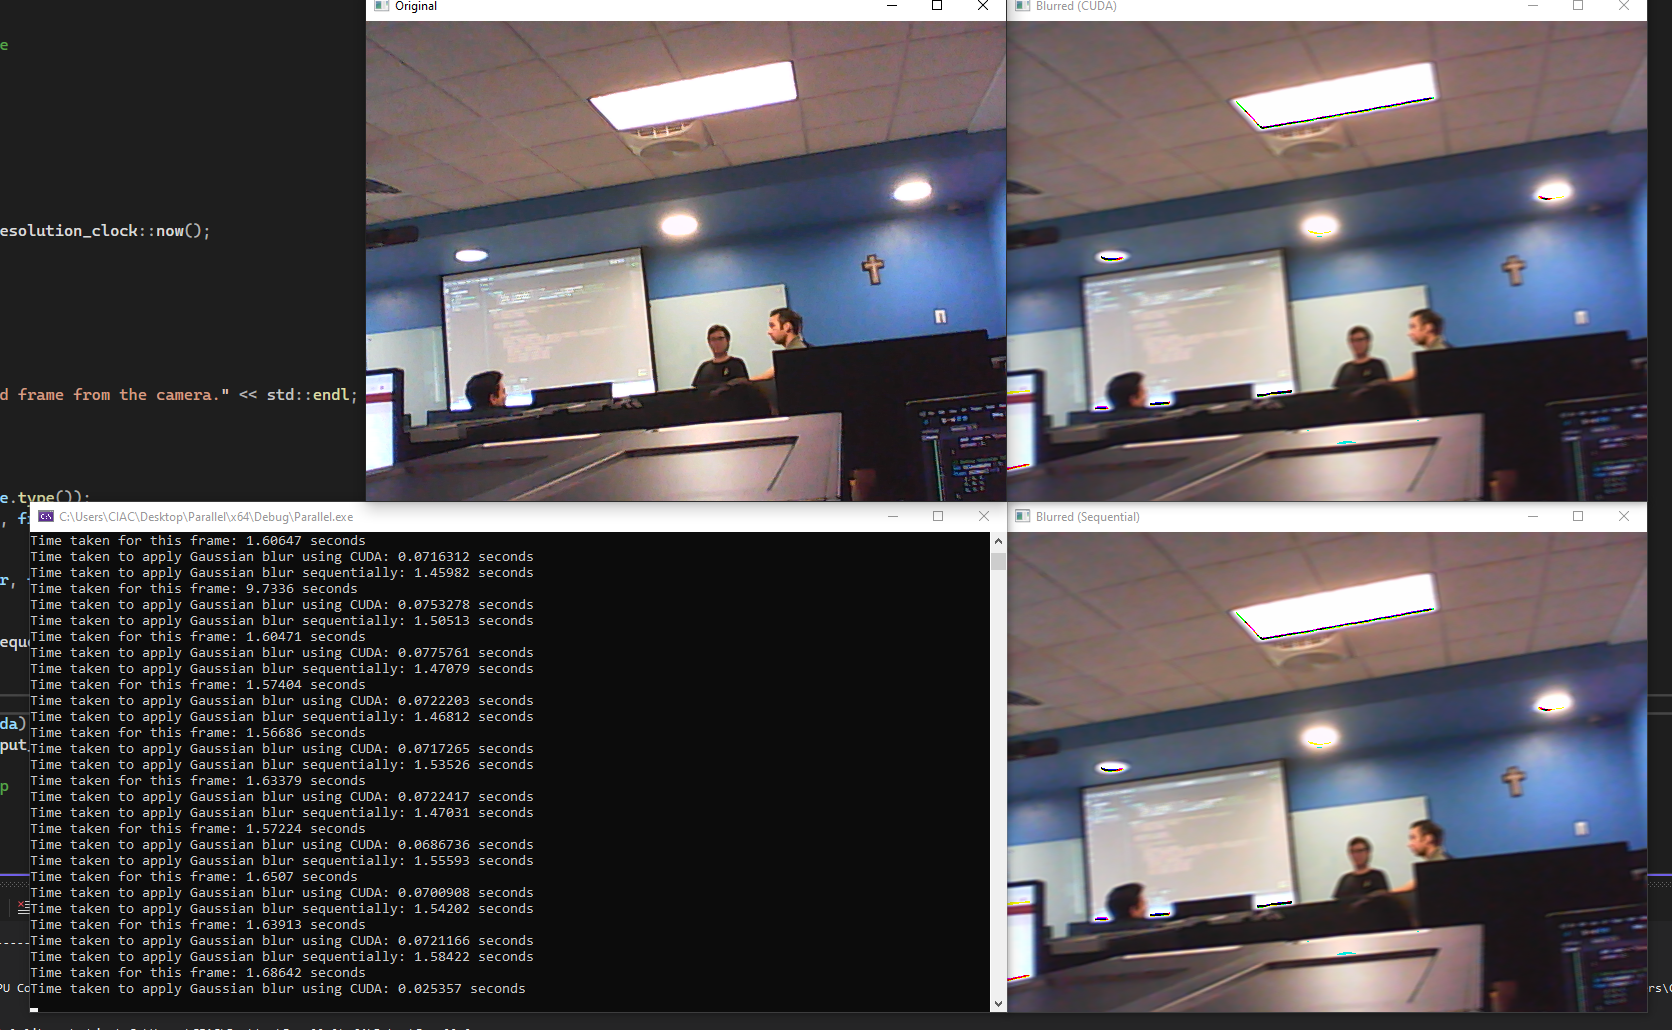 Original
Blurred (CUDA)
e
esolution_clock::now();
d frame from the camera." << std::endl;
e.type());
, f
r,
equ
da)
put
p
PU Co
C:\Users\CIAC\Desktop\Parallel\x64\Debug\Parallel.exe
Time taken for this frame: 1.60647 seconds
Time taken to apply Gaussian blur using CUDA: 0.0716312 seconds
Time taken to apply Gaussian blur sequentially: 1.45982 seconds
Time taken for this frame: 9.7336 seconds
Time taken to apply Gaussian blur using CUDA: 0.0753278 seconds
Time taken to apply Gaussian blur sequentially: 1.50513 seconds
Time taken for this frame: 1.60471 seconds
Time taken to apply Gaussian blur using CUDA: 0.0775761 seconds
Time taken to apply Gaussian blur sequentially: 1.47079 seconds
Time taken for this frame: 1.57404 seconds
Time taken to apply Gaussian blur using CUDA: 0.0722203 seconds
Time taken to apply Gaussian blur sequentially: 1.46812 seconds
Time taken for this frame: 1.56686 seconds
Time taken to apply Gaussian blur using CUDA: 0.0717265 seconds
Time taken to apply Gaussian blur sequentially: 1.53526 seconds
Time taken for this frame: 1.63379 seconds
Time taken to apply Gaussian blur using CUDA: 0.0722417 seconds
Time taken to apply Gaussian blur sequentially: 1.47031 seconds
Time taken for this frame: 1.57224 seconds
Time taken to apply Gaussian blur using CUDA: 0.0686736 seconds
Time taken to apply Gaussian blur sequentially: 1.55593 seconds
Time taken for this frame: 1.6507 seconds
Time taken to apply Gaussian blur using CUDA: 0.0700908 seconds
Time taken to apply Gaussian blur sequentially: 1.54202 seconds
Time taken for this frame: 1.63913 seconds
Time taken to apply Gaussian blur using CUDA: 0.0721166 seconds
Time taken to apply Gaussian blur sequentially: 1.58422 seconds
Time taken for this frame: 1.68642 seconds
Time taken to apply Gaussian blur using CUDA: 0.025357 seconds
Blurred (Sequential)
rs\C